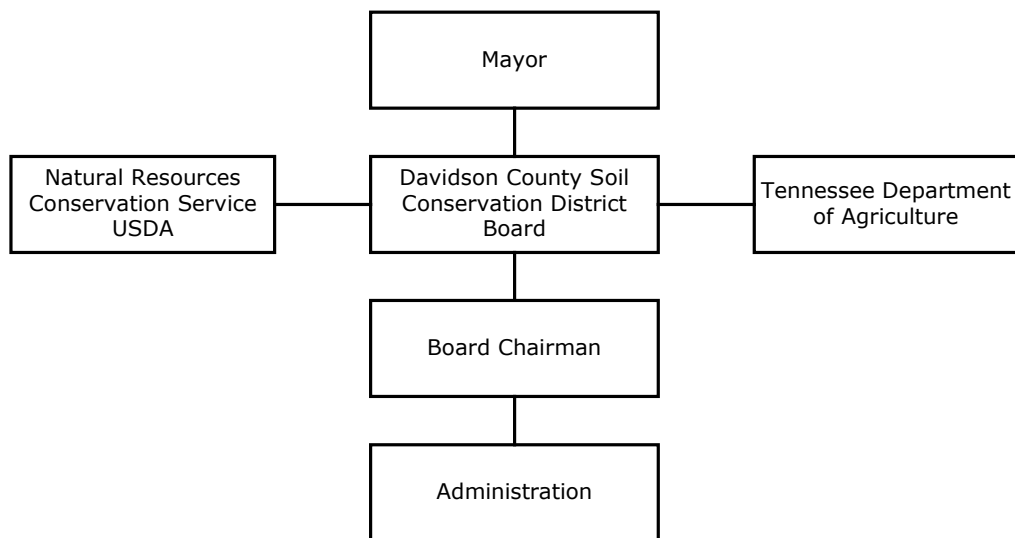 Mayor
Natural Resources
Conservation Service
USDA
Davidson County Soil
Conservation District
Board
Tennessee Department
of Agriculture
Board Chairman
Administration